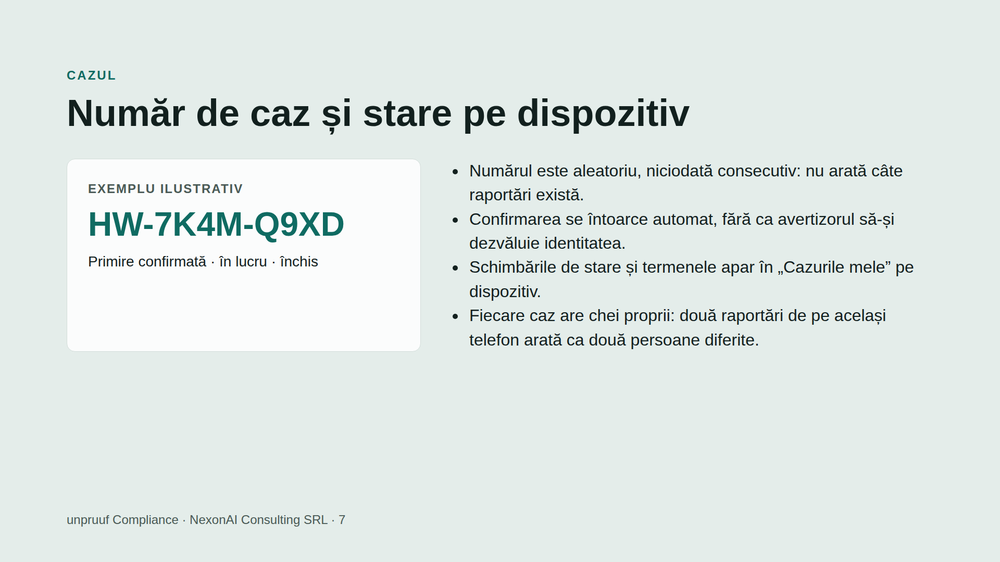 CAZUL
Număr de caz și stare pe dispozitiv
EXEMPLU ILUSTRATIV
HW-7K4M-Q9XD
Primire confirmată · în lucru · închis
Numărul este aleatoriu, niciodată consecutiv: nu arată câte
raportări există.
Confirmarea se întoarce automat, fără ca avertizorul să-și
dezvăluie identitatea.
Schimbările de stare și termenele apar în „Cazurile mele” pe
dispozitiv.
Fiecare caz are chei proprii: două raportări de pe același
telefon arată ca două persoane diferite.
unpruuf Compliance · NexonAI Consulting SRL · 7